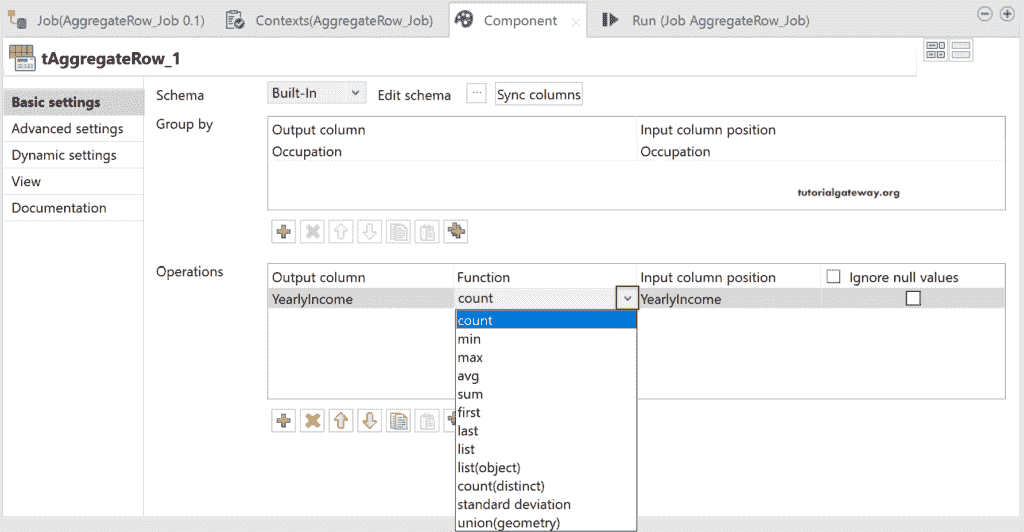 Job(AggregateRow_Job 0.1) Contexts(AggregateRow_Job) Component Run (Job AggregateRow_Job)
tAggregateRow_1
Basic settings
Advanced settings
Dynamic settings
View
Documentation
Schema Built-In Edit schema ... Sync columns
Group by
Output column Input column position
Occupation Occupation
tutorialgateway.org
Operations
Output column Function Input column position Ignore null values
YearlyIncome count YearlyIncome
count
min
max
avg
sum
first
last
list
list(object)
count(distinct)
standard deviation
union(geometry)